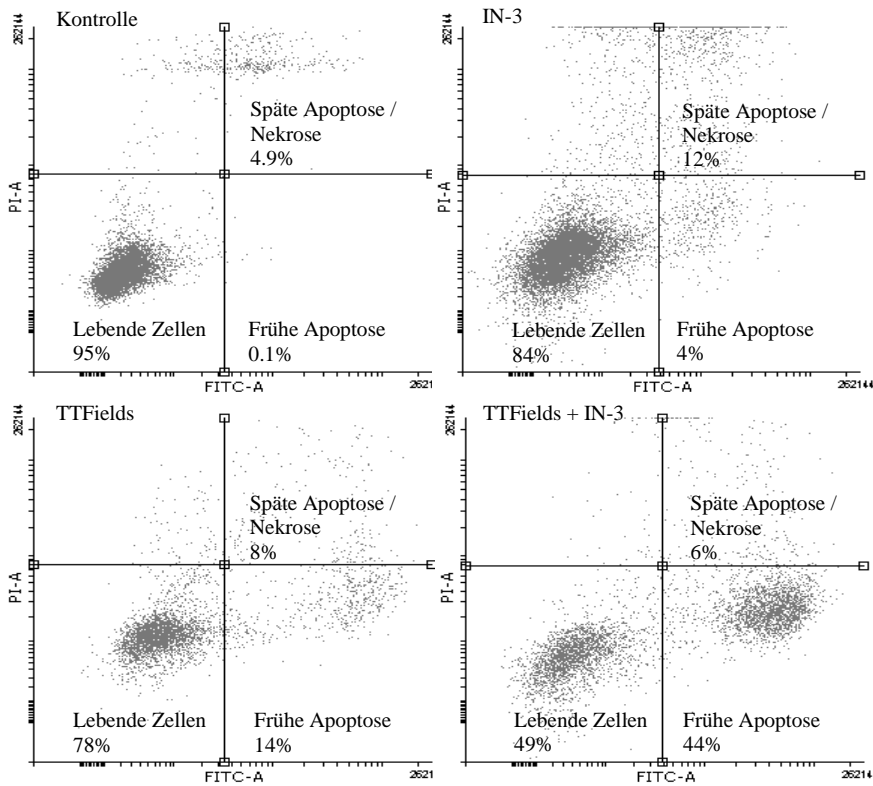 Kontrolle
262144
Späte Apoptose /
Nekrose
4.9%
PI-A
Lebende Zellen
95%
Frühe Apoptose
0.1%
FITC-A
2621
IN-3
262144
Späte Apoptose /
Nekrose
12%
PI-A
Lebende Zellen
84%
Frühe Apoptose
4%
FITC-A
262144
TTFields
262144
Späte Apoptose /
Nekrose
8%
PI-A
Lebende Zellen
78%
Frühe Apoptose
14%
FITC-A
2621
TTFields + IN-3
262144
Späte Apoptose /
Nekrose
6%
PI-A
Lebende Zellen
49%
Frühe Apoptose
44%
FITC-A
262144